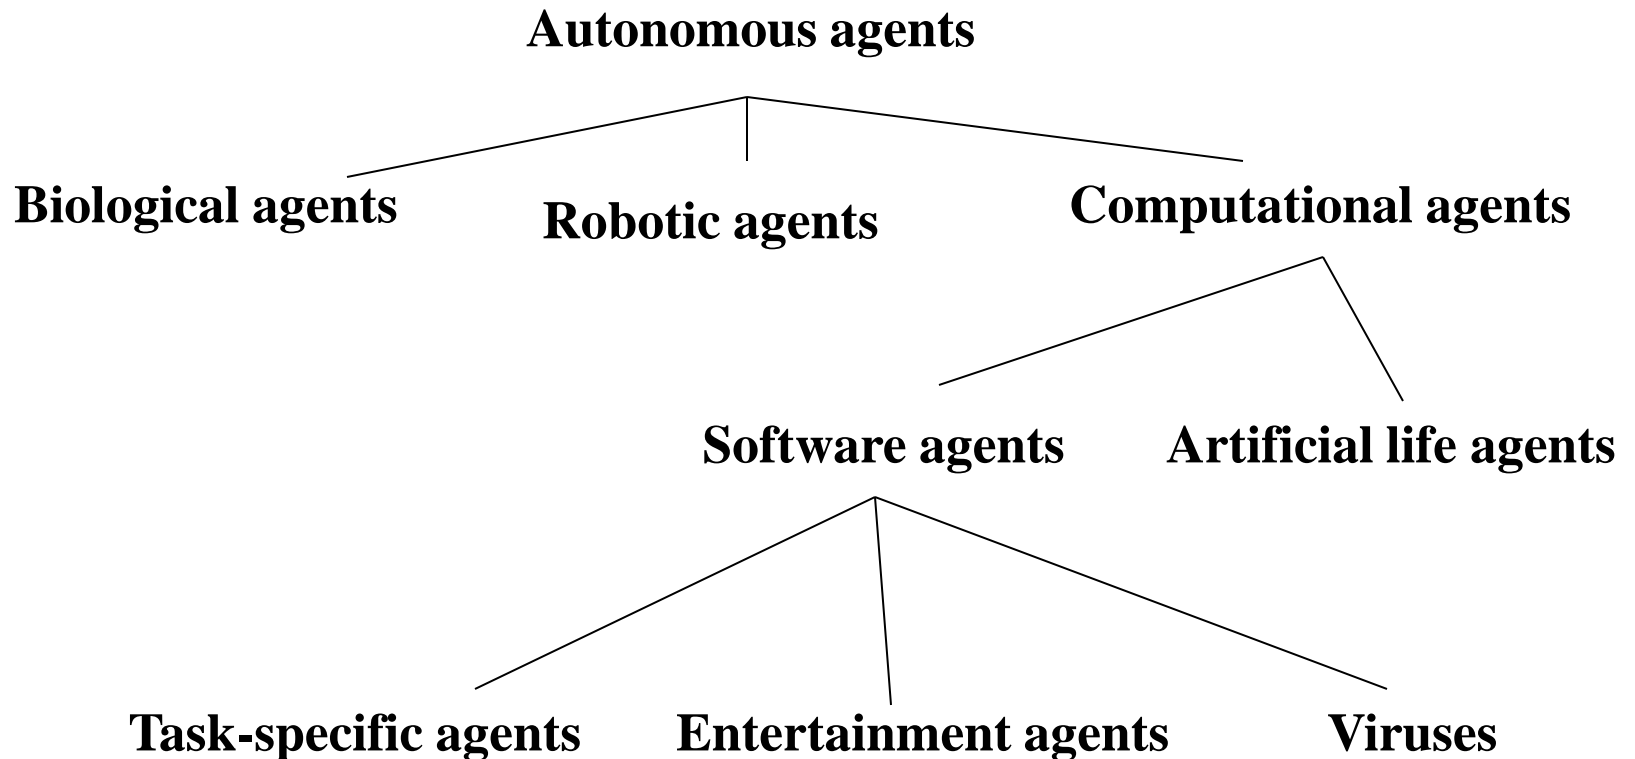 Autonomous agents
Biological agents
Robotic agents
Computational agents
Software agents
Artificial life agents
Task-specific agents
Entertainment agents
Viruses